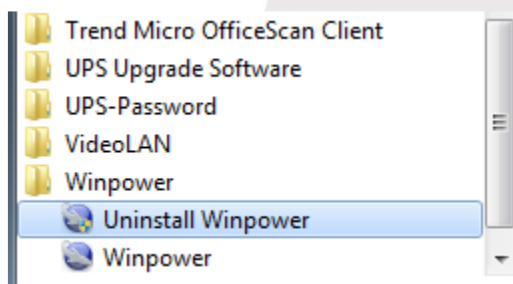 Trend Micro OfficeScan Client
UPS Upgrade Software
UPS-Password
VideoLAN
Winpower
Uninstall Winpower
Winpower